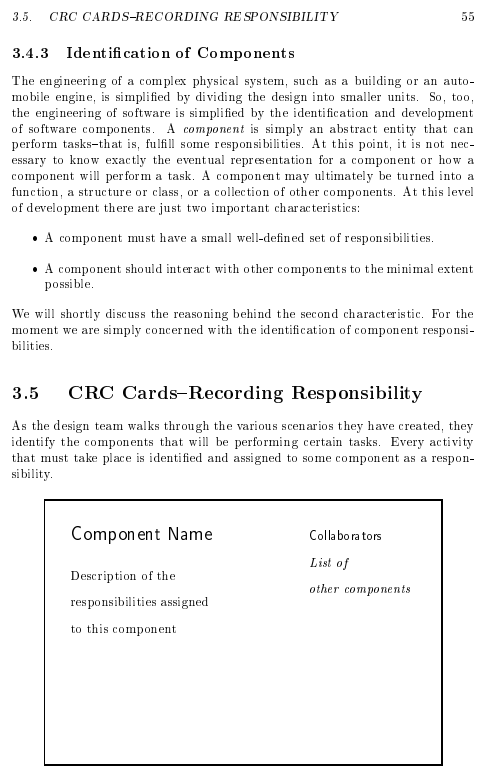 3.5. CRC CARDS–RECORDING RESPONSIBILITY 55
3.4.3 Identification of Components
The engineering of a complex physical system, such as a building or an auto-
mobile engine, is simplified by dividing the design into smaller units. So, too,
the engineering of software is simplified by the identification and development
of software components. A component is simply an abstract entity that can
perform tasks–that is, fulfill some responsibilities. At this point, it is not nec-
essary to know exactly the eventual representation for a component or how a
component will perform a task. A component may ultimately be turned into a
function, a structure or class, or a collection of other components. At this level
of development there are just two important characteristics:
• A component must have a small well-defined set of responsibilities.
• A component should interact with other components to the minimal extent
possible.
We will shortly discuss the reasoning behind the second characteristic. For the
moment we are simply concerned with the identification of component responsi-
bilities.
3.5 CRC Cards–Recording Responsibility
As the design team walks through the various scenarios they have created, they
identify the components that will be performing certain tasks. Every activity
that must take place is identified and assigned to some component as a respon-
sibility.
Component Name
Description of the
responsibilities assigned
to this component
Collaborators
List of
other components